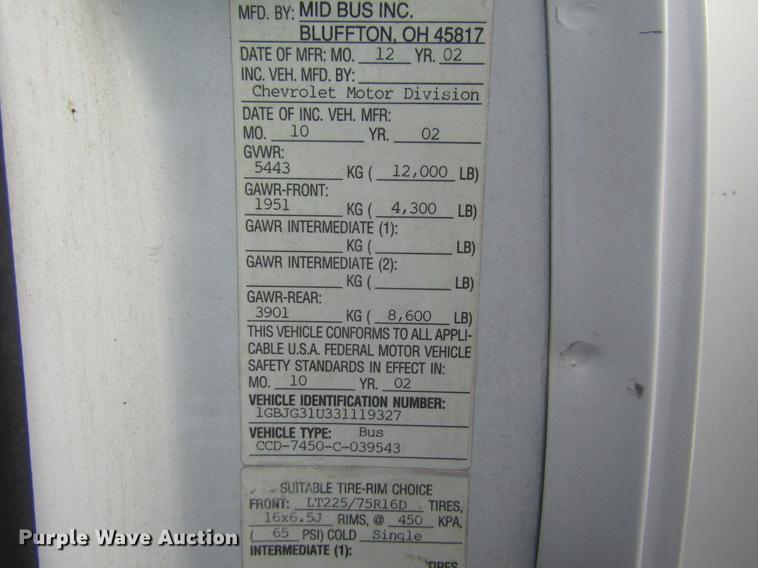 MFD. BY: MID BUS INC.
BLUFFTON, OH 45817
DATE OF MFR: MO. 12 YR. 02
INC. VEH. MFD. BY:
Chevrolet Motor Division
DATE OF INC. VEH. MFR:
MO. 10 YR. 02
GVWR:
5443 KG ( 12,000 LB)
GAWR-FRONT:
1951 KG ( 4,300 LB)
GAWR INTERMEDIATE (1):
KG ( LB)
GAWR INTERMEDIATE (2):
KG ( LB)
GAWR-REAR:
3901 KG ( 8,600 LB)
THIS VEHICLE CONFORMS TO ALL APPLI-
CABLE U.S.A. FEDERAL MOTOR VEHICLE
SAFETY STANDARDS IN EFFECT IN:
MO. 10 YR. 02
VEHICLE IDENTIFICATION NUMBER:
1GBJG31U331119327
VEHICLE TYPE: Bus
CCD-7450-C-039543
SUITABLE TIRE-RIM CHOICE
FRONT: LT225/75R16D TIRES,
16x6.5J RIMS, @ 450 KPA,
( 65 PSI) COLD Single
INTERMEDIATE (1):
TIRES
Purple Wave Auction